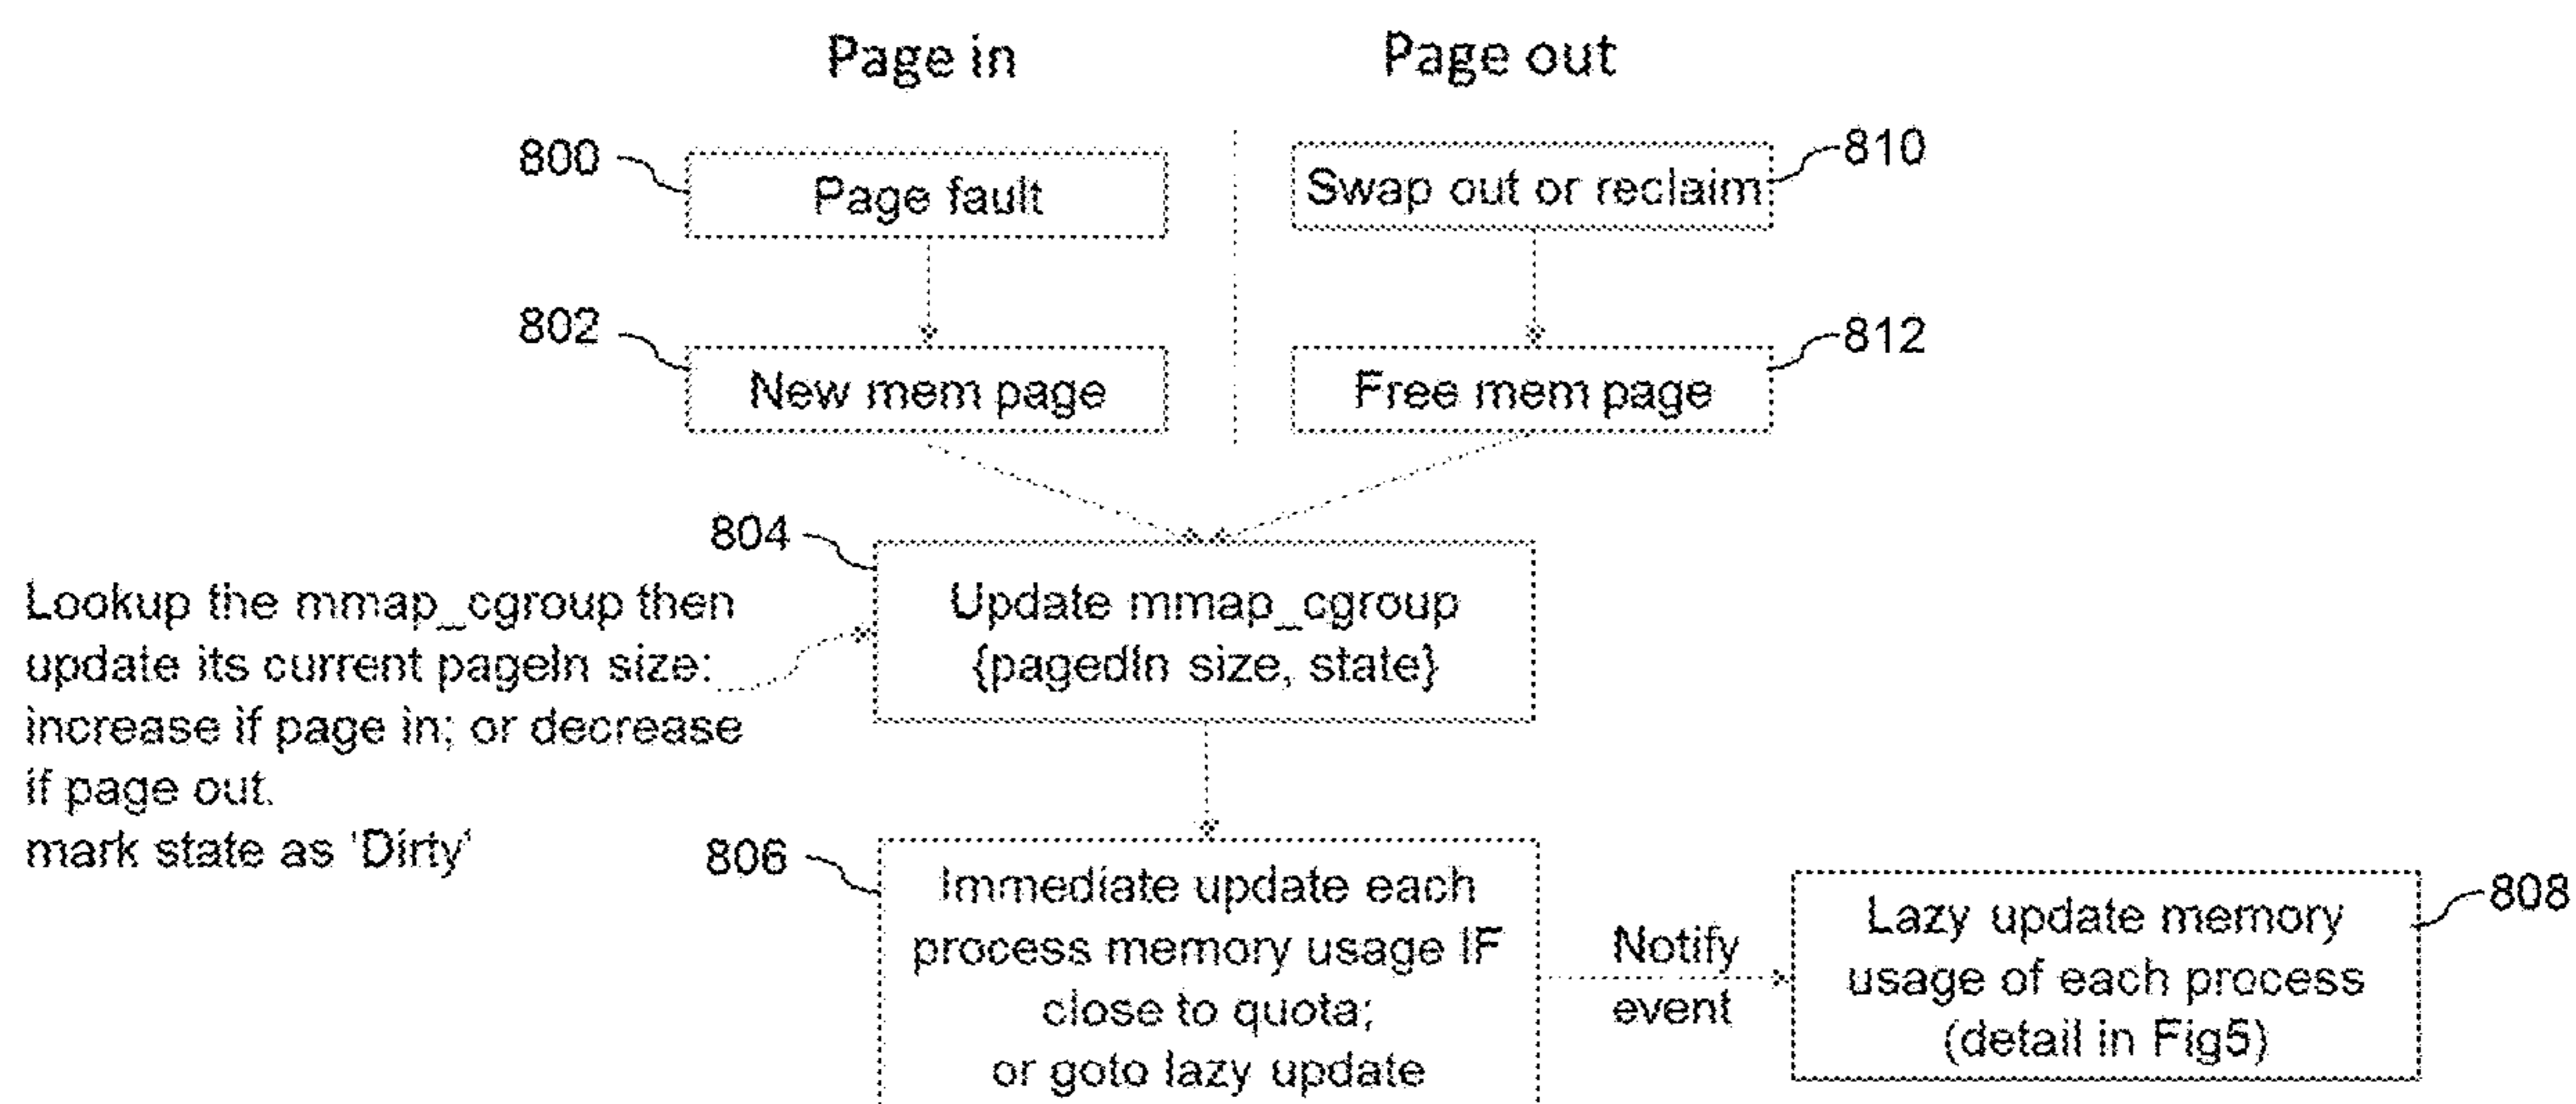 Page in
Page out
800
Page fault
Swap out or reclaim
810
802
New mem page
Free mem page
812
804
Update mmap_cgroup
{pagedIn size, state}
Lookup the mmap_cgroup then
update its current pageIn size:
increase if page in; or decrease
if page out.
mark state as 'Dirty'
806
Immediate update each
process memory usage IF
close to quota;
or goto lazy update
Notify
event
Lazy update memory
usage of each process
(detail in Fig5)
808